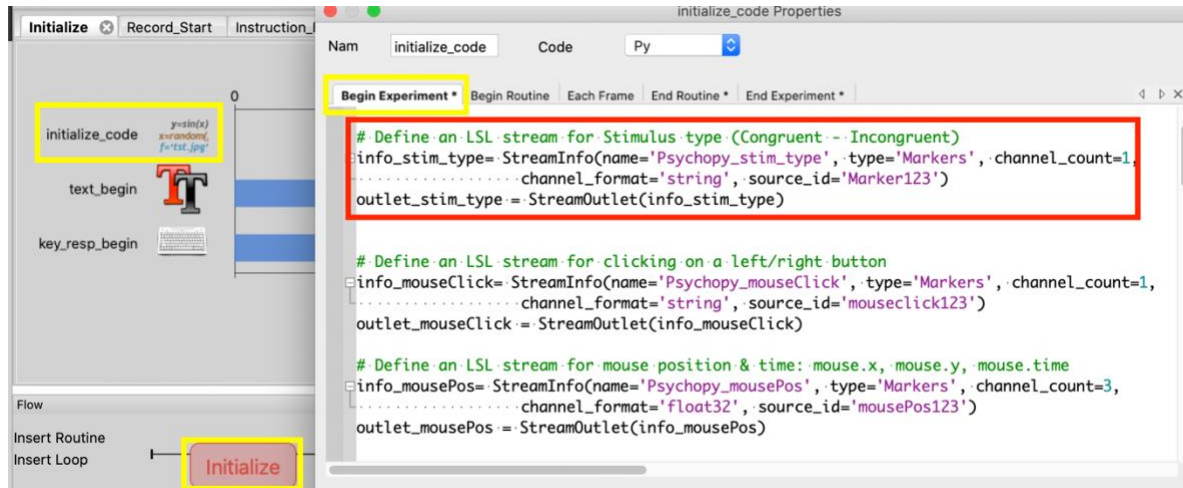 Initialize Record_Start Instruction_
0
initialize_code
y=sin(x)
x=random(,
f='tst.jpg'
text_begin
key_resp_begin
Flow
Insert Routine
Insert Loop
Initialize
initialize_code Properties
Nam initialize_code Code Py
Begin Experiment * Begin Routine Each Frame End Routine * End Experiment *
# Define an LSL stream for Stimulus type (Congruent - Incongruent)
info_stim_type= StreamInfo(name='Psychopy_stim_type', type='Markers', channel_count=1,
channel_format='string', source_id='Marker123')
outlet_stim_type = StreamOutlet(info_stim_type)
# Define an LSL stream for clicking on a left/right button
info_mouseClick= StreamInfo(name='Psychopy_mouseClick', type='Markers', channel_count=1,
channel_format='string', source_id='mouseclick123')
outlet_mouseClick = StreamOutlet(info_mouseClick)
# Define an LSL stream for mouse position & time: mouse.x, mouse.y, mouse.time
info_mousePos= StreamInfo(name='Psychopy_mousePos', type='Markers', channel_count=3,
channel_format='float32', source_id='mousePos123')
outlet_mousePos = StreamOutlet(info_mousePos)